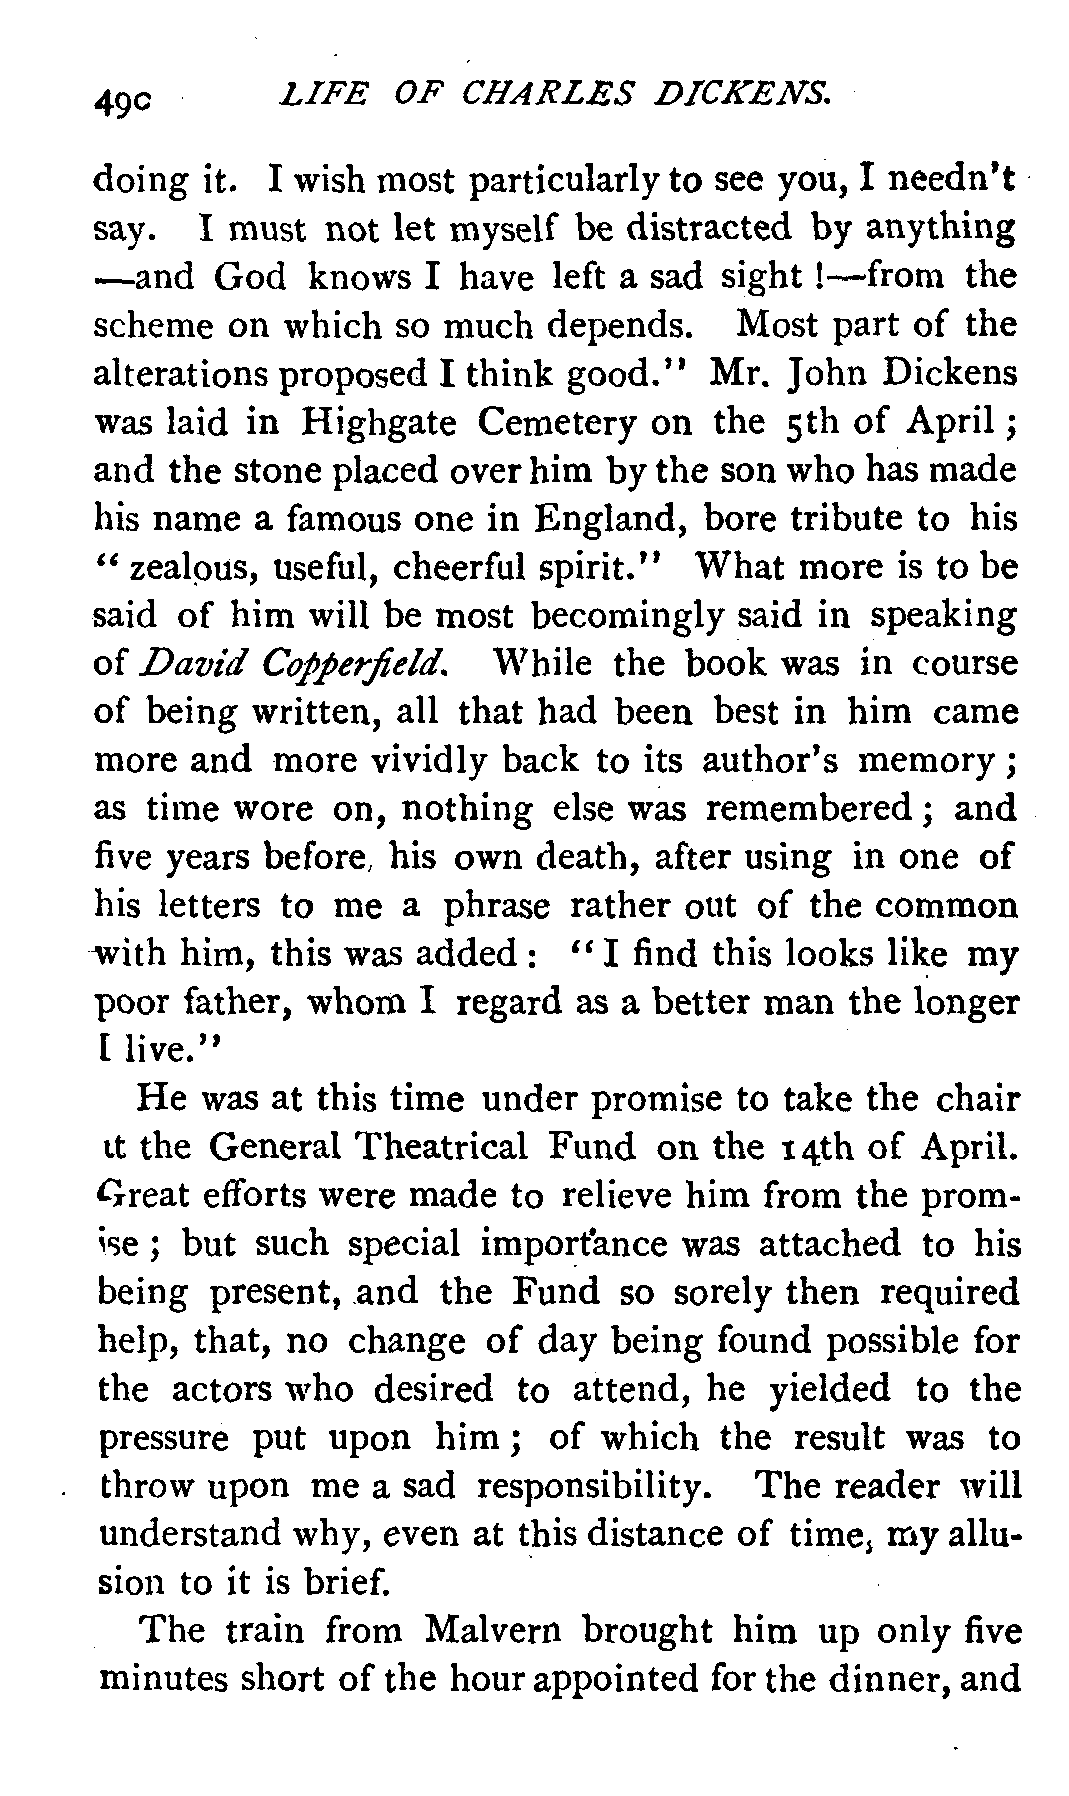 490 LIFE OF CHARLES DICKENS.
doing it. I wish most particularly to see you, I needn't
say. I must not let myself be distracted by anything
—and God knows I have left a sad sight !—from the
scheme on which so much depends. Most part of the
alterations proposed I think good." Mr. John Dickens
was laid in Highgate Cemetery on the 5th of April ;
and the stone placed over him by the son who has made
his name a famous one in England, bore tribute to his
" zealous, useful, cheerful spirit." What more is to be
said of him will be most becomingly said in speaking
of David Copperfield. While the book was in course
of being written, all that had been best in him came
more and more vividly back to its author's memory ;
as time wore on, nothing else was remembered ; and
five years before, his own death, after using in one of
his letters to me a phrase rather out of the common
with him, this was added : " I find this looks like my
poor father, whom I regard as a better man the longer
I live."
He was at this time under promise to take the chair
at the General Theatrical Fund on the 14th of April.
Great efforts were made to relieve him from the prom-
ise ; but such special importance was attached to his
being present, and the Fund so sorely then required
help, that, no change of day being found possible for
the actors who desired to attend, he yielded to the
pressure put upon him ; of which the result was to
throw upon me a sad responsibility. The reader will
understand why, even at this distance of time, my allu-
sion to it is brief.
The train from Malvern brought him up only five
minutes short of the hour appointed for the dinner, and